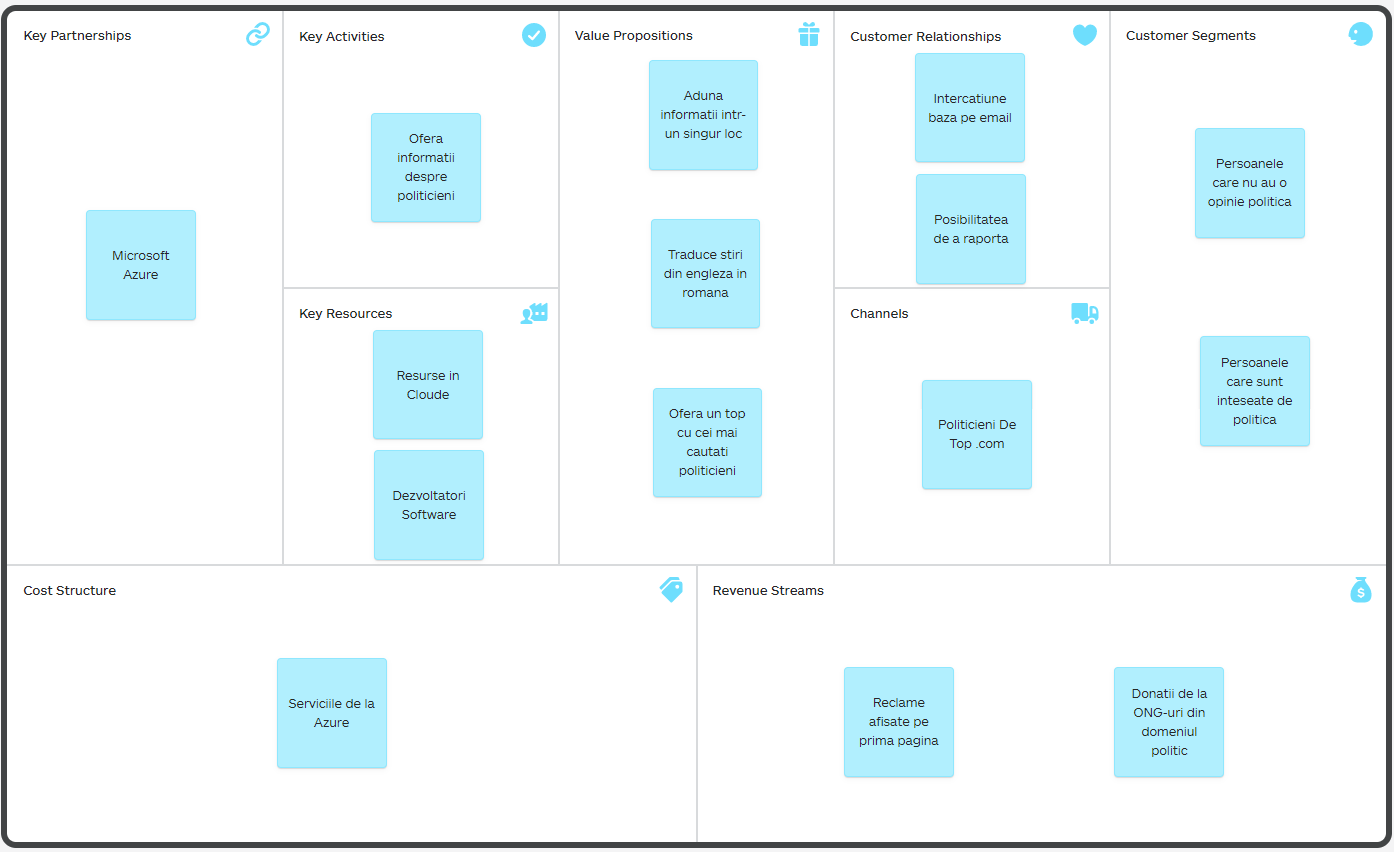 Key Partnerships
Microsoft
Azure
Key Activities
Ofera
informatii
despre
politicieni
Key Resources
Resurse in
Cloude
Dezvoltatori
Software
Value Propositions
Aduna
informatii intr-
un singur loc
Traduce stiri
din engleza in
romana
Ofera un top
cu cei mai
cautati
politicieni
Customer Relationships
Intercatiune
baza pe email
Posibilitatea
de a raporta
Channels
Politicieni De
Top .com
Customer Segments
Persoanele
care nu au o
opinie politica
Persoanele
care sunt
inteseate de
politica
Cost Structure
Serviciile de la
Azure
Revenue Streams
$
Reclame
afisate pe
prima pagina
Donatii de la
ONG-uri din
domeniul
politic